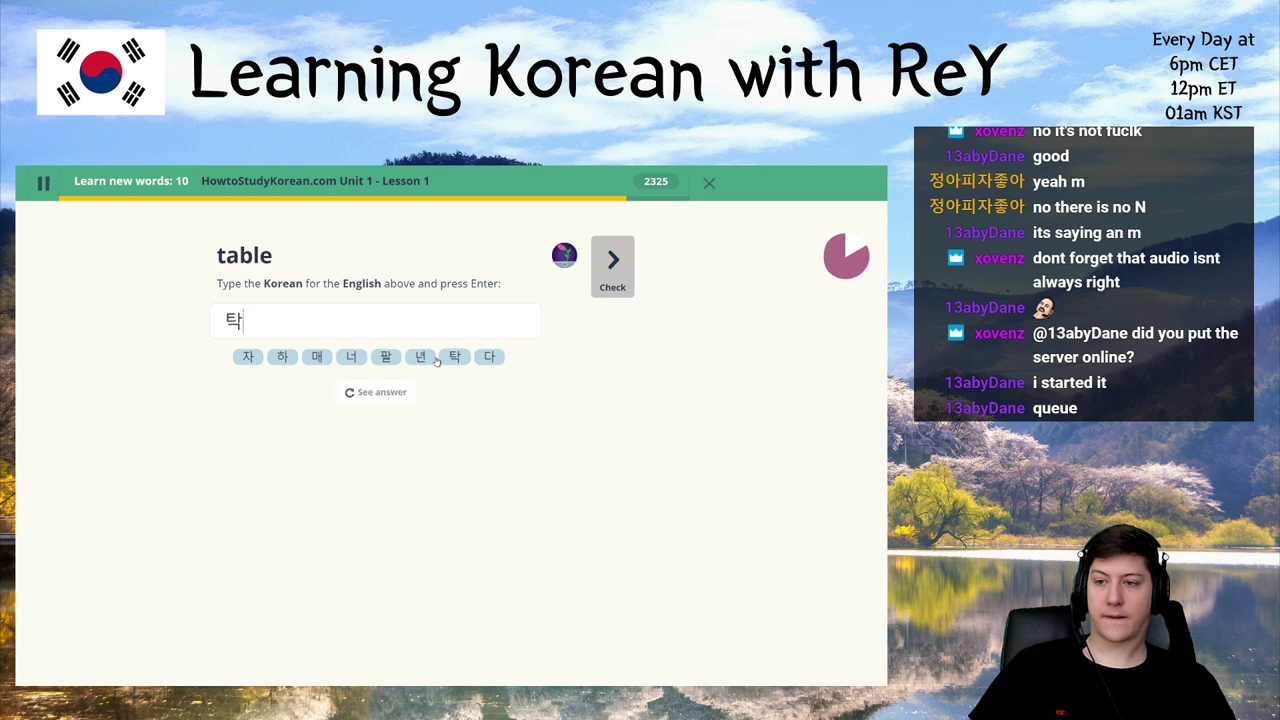 Learning Korean with ReY
Every Day at
6pm CET
12pm ET
01am KST
Learn new words: 10 HowtoStudyKorean.com Unit 1 - Lesson 1 2325
table
Type the Korean for the English above and press Enter:
탁
Check
자 하 매 너 팔 년 탁 다
See answer
xovenz no it's not fuclk
13abyDane good
정아피자좋아 yeah m
정아피자좋아 no there is no N
13abyDane its saying an m
xovenz dont forget that audio isnt
always right
13abyDane
xovenz @13abyDane did you put the
server online?
13abyDane i started it
13abyDane queue